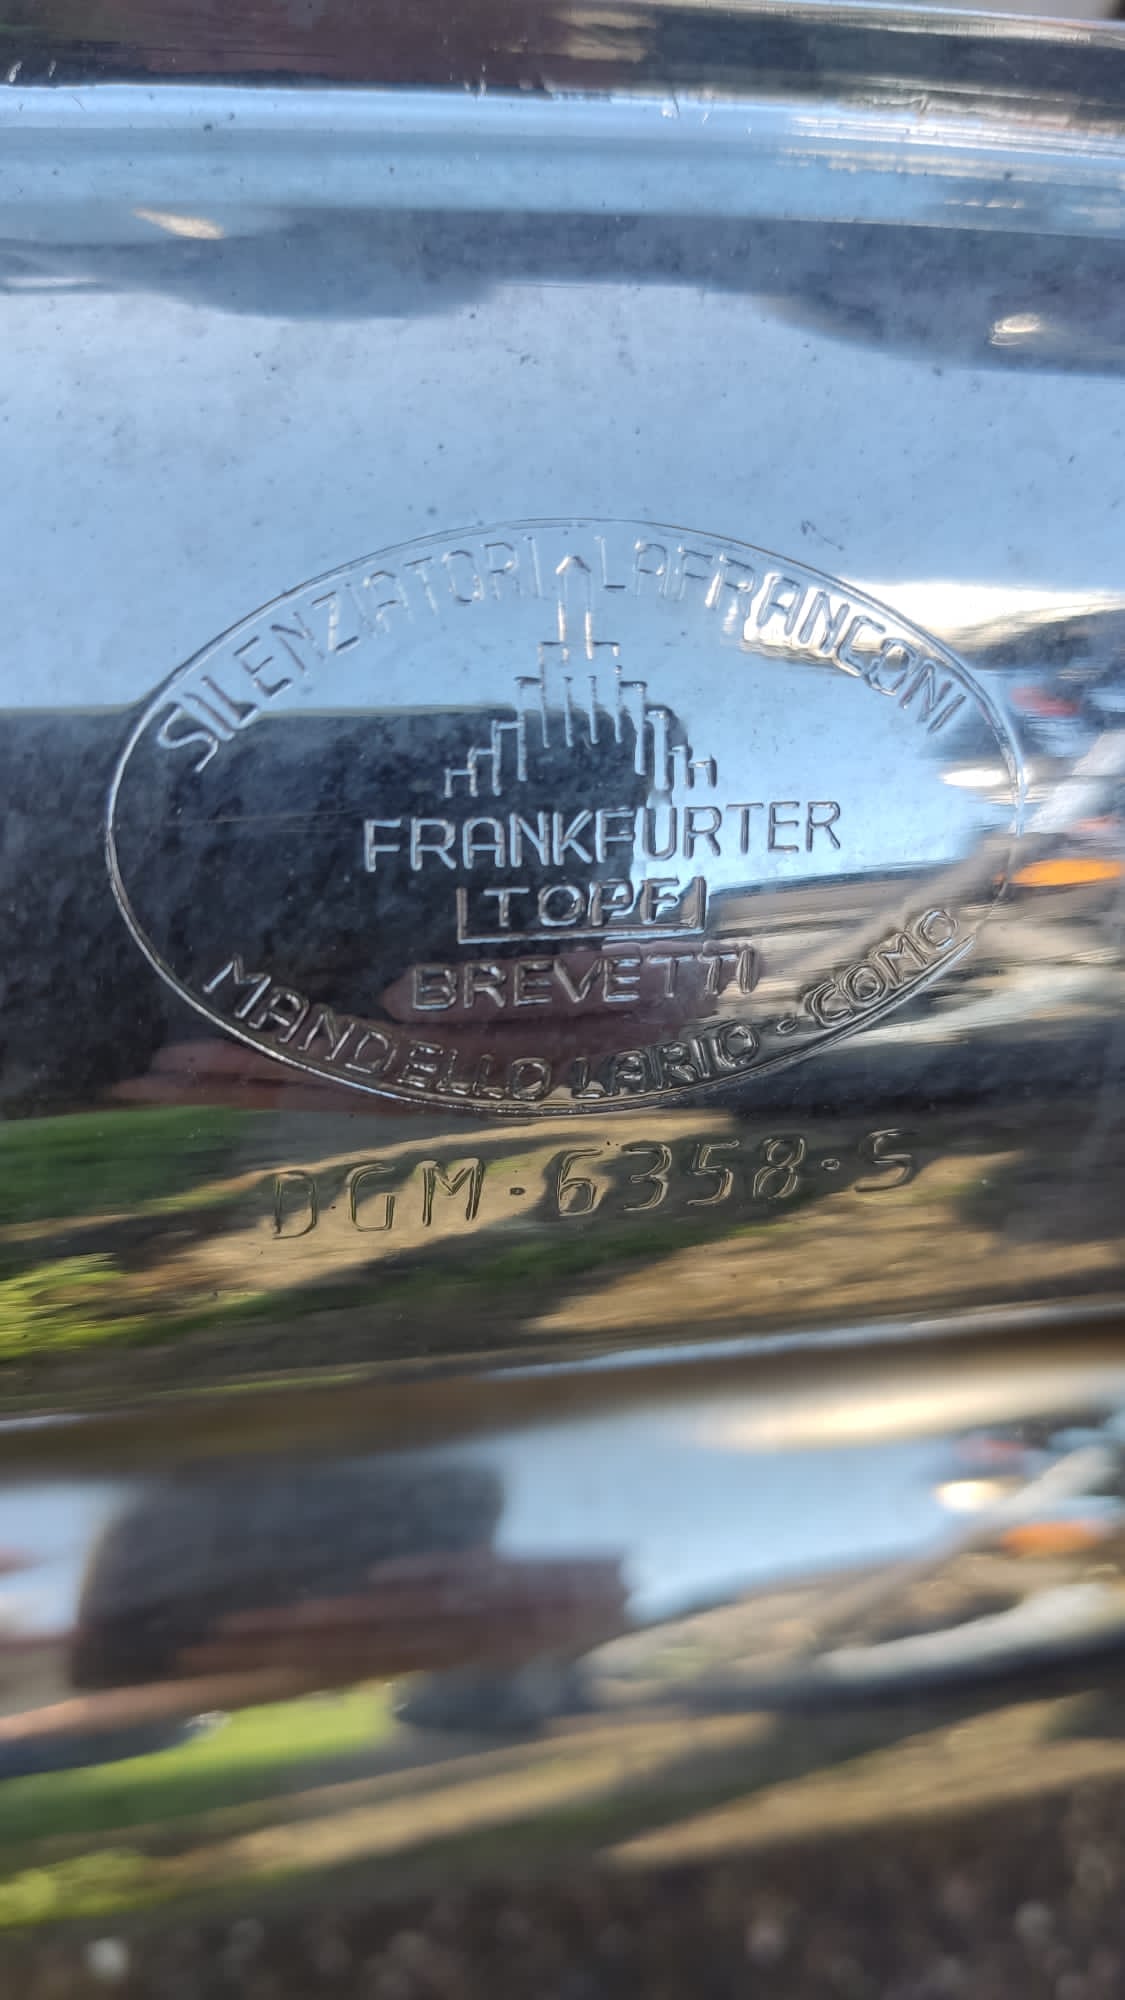 SILENZIATORI LAFRANCONI
FRANKFURTER
TOPF
BREVETTI
MANDELLO LARIO - COMO
DGM·6358·S